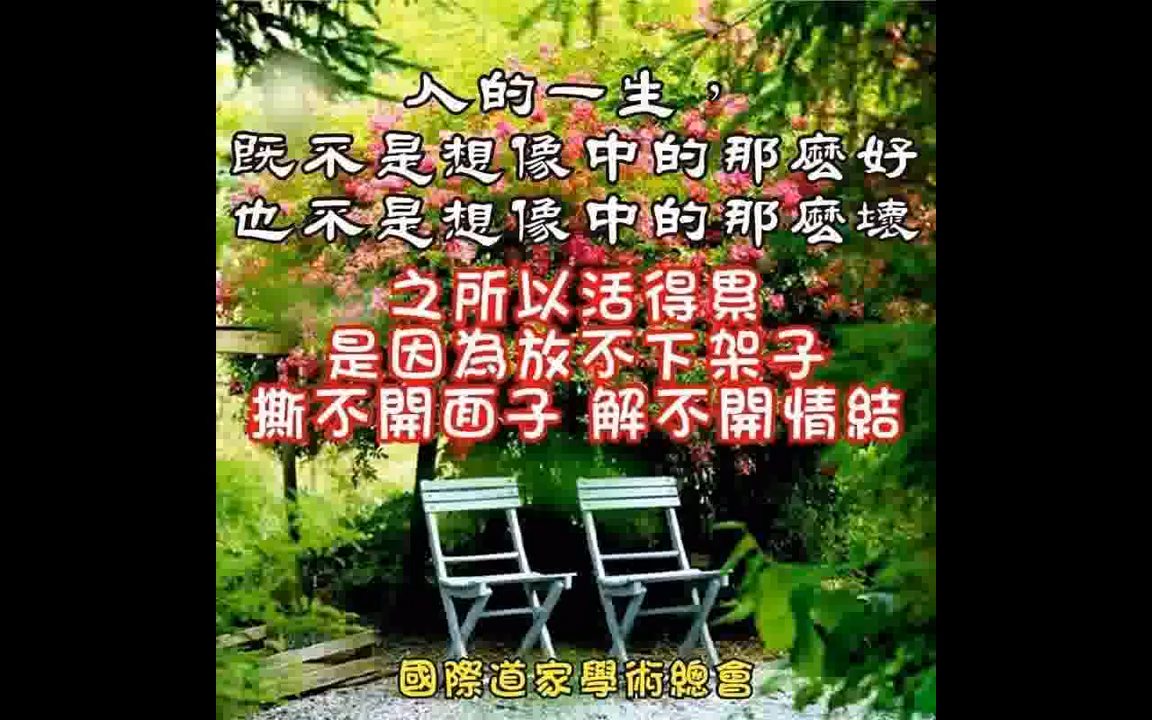 人的一生，
既不是想像中的那麼好
也不是想像中的那麼壞
之所以活得累
是因為放不下架子
撕不開面子 解不開情結
國際道家學術總會